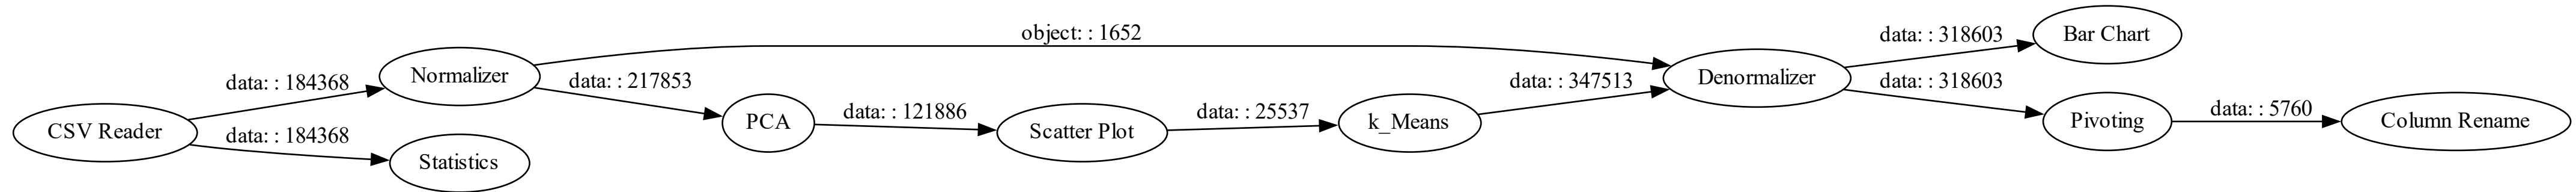 CSV Reader
data: : 184368
data: : 184368
Normalizer
Statistics
object: : 1652
data: : 217853
PCA
data: : 121886
Scatter Plot
data: : 25537
k_Means
data: : 347513
Denormalizer
data: : 318603
data: : 318603
Bar Chart
Pivoting
data: : 5760
Column Rename